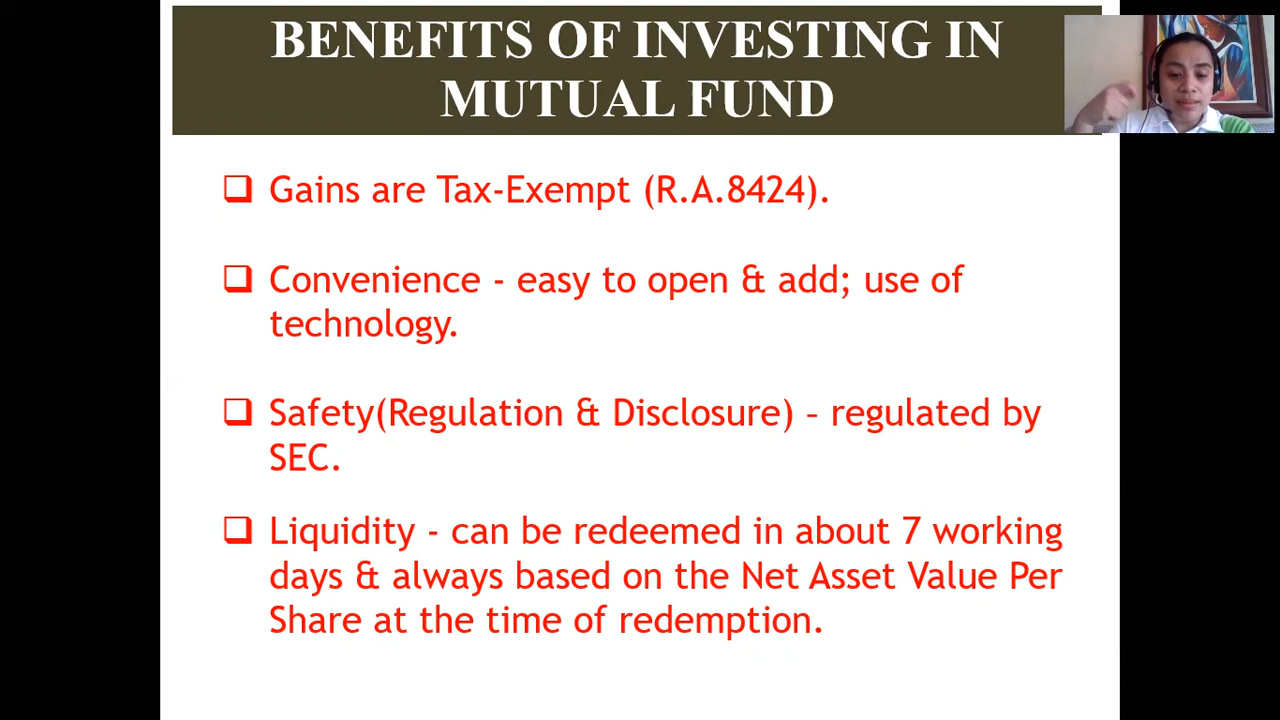 BENEFITS OF INVESTING IN
MUTUAL FUND
Gains are Tax-Exempt (R.A.8424).
Convenience - easy to open & add; use of
technology.
Safety(Regulation & Disclosure) – regulated by
SEC.
Liquidity - can be redeemed in about 7 working
days & always based on the Net Asset Value Per
Share at the time of redemption.